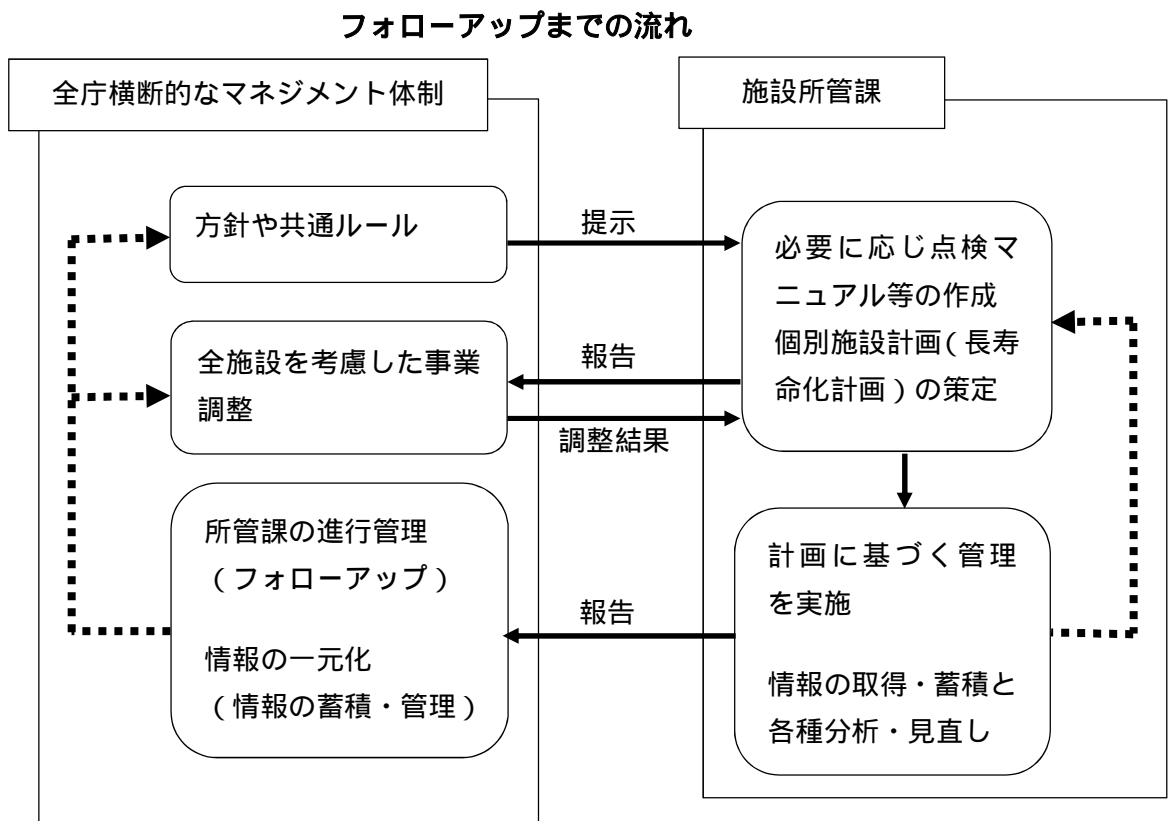 フォローアップまでの流れ
全庁横断的なマネジメント体制
施設所管課
方針や共通ルール
提示
必要に応じ点検マ
ニュアル等の作成
個別施設計画(長寿
命化計画)の策定
全施設を考慮した事業
調整
報告
調整結果
所管課の進行管理
(フォローアップ)
情報の一元化
(情報の蓄積・管理)
報告
計画に基づく管理
を実施
情報の取得・蓄積と
各種分析・見直し